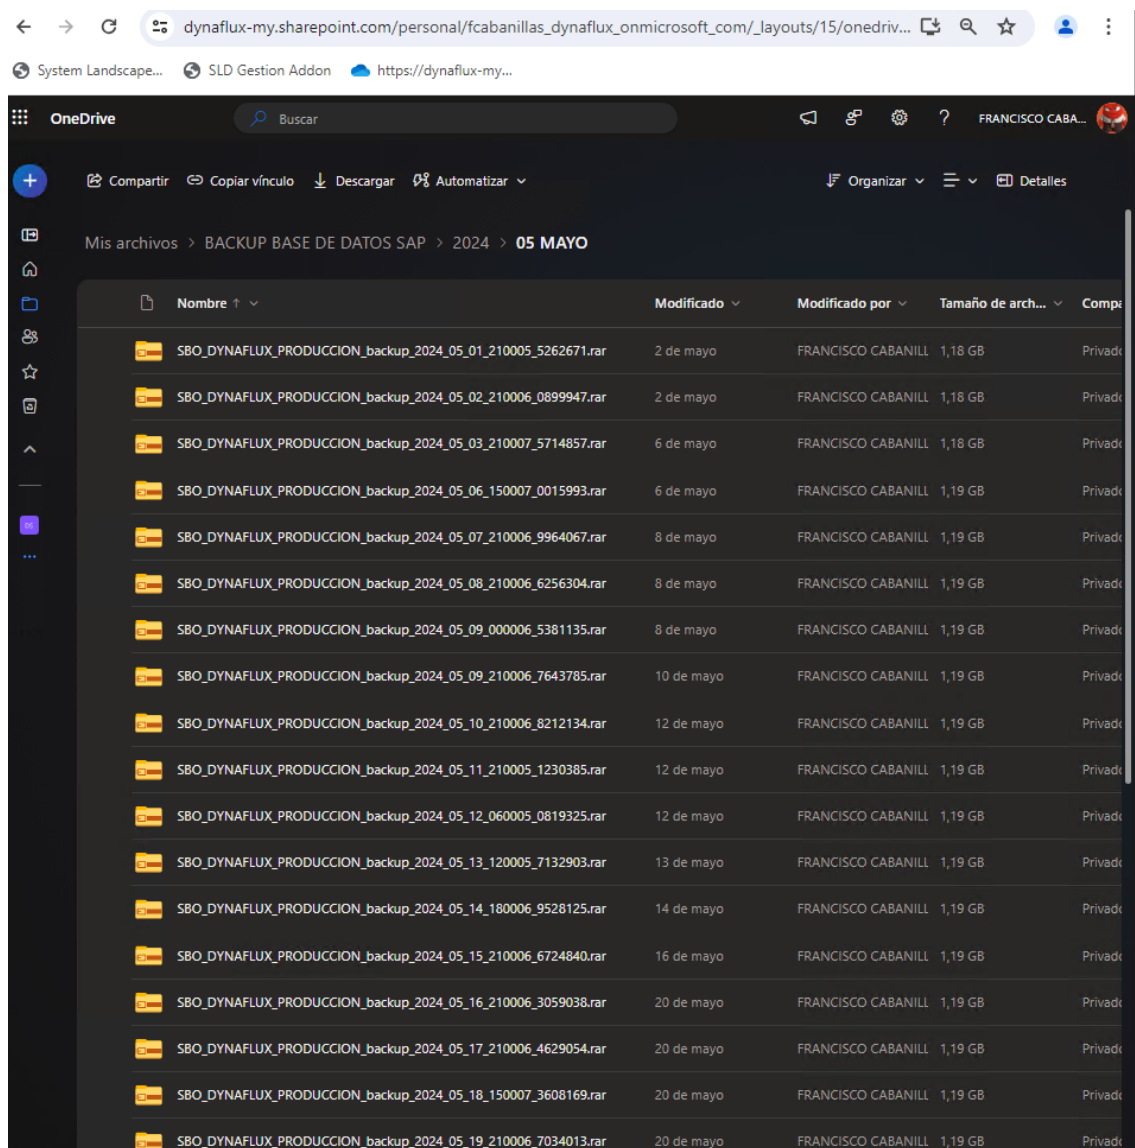 dynaflux-my.sharepoint.com/personal/fcabanillas_dynaflux_onmicrosoft_com/_layouts/15/onedriv...
System Landscape... SLD Gestion Addon https://dynaflux-my...
OneDrive Buscar ? FRANCISCO CABA...
+ Compartir Copiar vínculo Descargar Automatizar Organizar Detalles
Mis archivos > BACKUP BASE DE DATOS SAP > 2024 > 05 MAYO
Nombre ↑ Modificado Modificado por Tamaño de arch... Compa
SBO_DYNAFLUX_PRODUCCION_backup_2024_05_01_210005_5262671.rar 2 de mayo FRANCISCO CABANILL 1,18 GB Privado
SBO_DYNAFLUX_PRODUCCION_backup_2024_05_02_210006_0899947.rar 2 de mayo FRANCISCO CABANILL 1,18 GB Privado
SBO_DYNAFLUX_PRODUCCION_backup_2024_05_03_210007_5714857.rar 6 de mayo FRANCISCO CABANILL 1,18 GB Privado
SBO_DYNAFLUX_PRODUCCION_backup_2024_05_06_150007_0015993.rar 6 de mayo FRANCISCO CABANILL 1,19 GB Privado
SBO_DYNAFLUX_PRODUCCION_backup_2024_05_07_210006_9964067.rar 8 de mayo FRANCISCO CABANILL 1,19 GB Privado
SBO_DYNAFLUX_PRODUCCION_backup_2024_05_08_210006_6256304.rar 8 de mayo FRANCISCO CABANILL 1,19 GB Privado
SBO_DYNAFLUX_PRODUCCION_backup_2024_05_09_000006_5381135.rar 8 de mayo FRANCISCO CABANILL 1,19 GB Privado
SBO_DYNAFLUX_PRODUCCION_backup_2024_05_09_210006_7643785.rar 10 de mayo FRANCISCO CABANILL 1,19 GB Privado
SBO_DYNAFLUX_PRODUCCION_backup_2024_05_10_210006_8212134.rar 12 de mayo FRANCISCO CABANILL 1,19 GB Privado
SBO_DYNAFLUX_PRODUCCION_backup_2024_05_11_210005_1230385.rar 12 de mayo FRANCISCO CABANILL 1,19 GB Privado
SBO_DYNAFLUX_PRODUCCION_backup_2024_05_12_060005_0819325.rar 12 de mayo FRANCISCO CABANILL 1,19 GB Privado
SBO_DYNAFLUX_PRODUCCION_backup_2024_05_13_120005_7132903.rar 13 de mayo FRANCISCO CABANILL 1,19 GB Privado
SBO_DYNAFLUX_PRODUCCION_backup_2024_05_14_180006_9528125.rar 14 de mayo FRANCISCO CABANILL 1,19 GB Privado
SBO_DYNAFLUX_PRODUCCION_backup_2024_05_15_210006_6724840.rar 16 de mayo FRANCISCO CABANILL 1,19 GB Privado
SBO_DYNAFLUX_PRODUCCION_backup_2024_05_16_210006_3059038.rar 20 de mayo FRANCISCO CABANILL 1,19 GB Privado
SBO_DYNAFLUX_PRODUCCION_backup_2024_05_17_210006_4629054.rar 20 de mayo FRANCISCO CABANILL 1,19 GB Privado
SBO_DYNAFLUX_PRODUCCION_backup_2024_05_18_150007_3608169.rar 20 de mayo FRANCISCO CABANILL 1,19 GB Privado
SBO_DYNAFLUX_PRODUCCION_backup_2024_05_19_210006_7034013.rar 20 de mayo FRANCISCO CABANILL 1,19 GB Privado